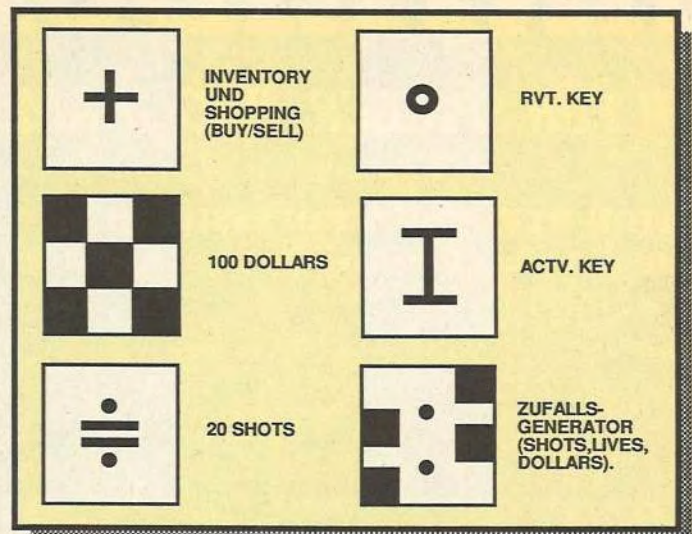 INVENTORY
UND
SHOPPING
(BUY/SELL)
RVT. KEY
100 DOLLARS
ACTV. KEY
20 SHOTS
ZUFALLS-
GENERATOR
(SHOTS,LIVES,
DOLLARS).